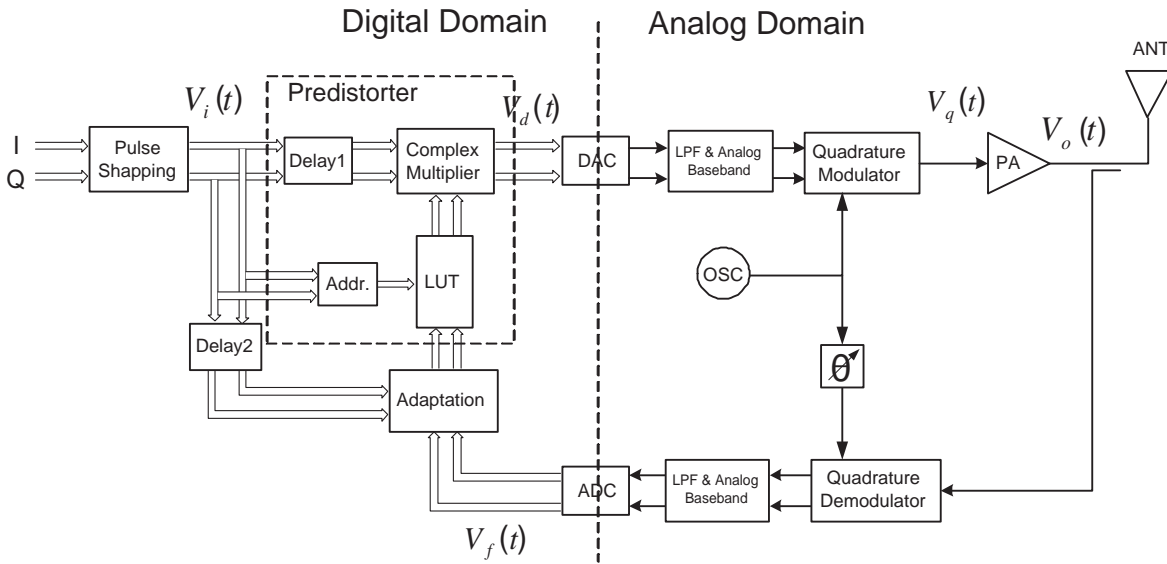 Digital Domain
Analog Domain
ANT
V_i(t)
Predistorter
V_d(t)
V_q(t)
V_o(t)
I
Q
Pulse
Shapping
Delay1
Complex
Multiplier
DAC
LPF & Analog
Baseband
Quadrature
Modulator
PA
Addr.
LUT
OSC
Delay2
θ
Adaptation
ADC
LPF & Analog
Baseband
Quadrature
Demodulator
V_f(t)